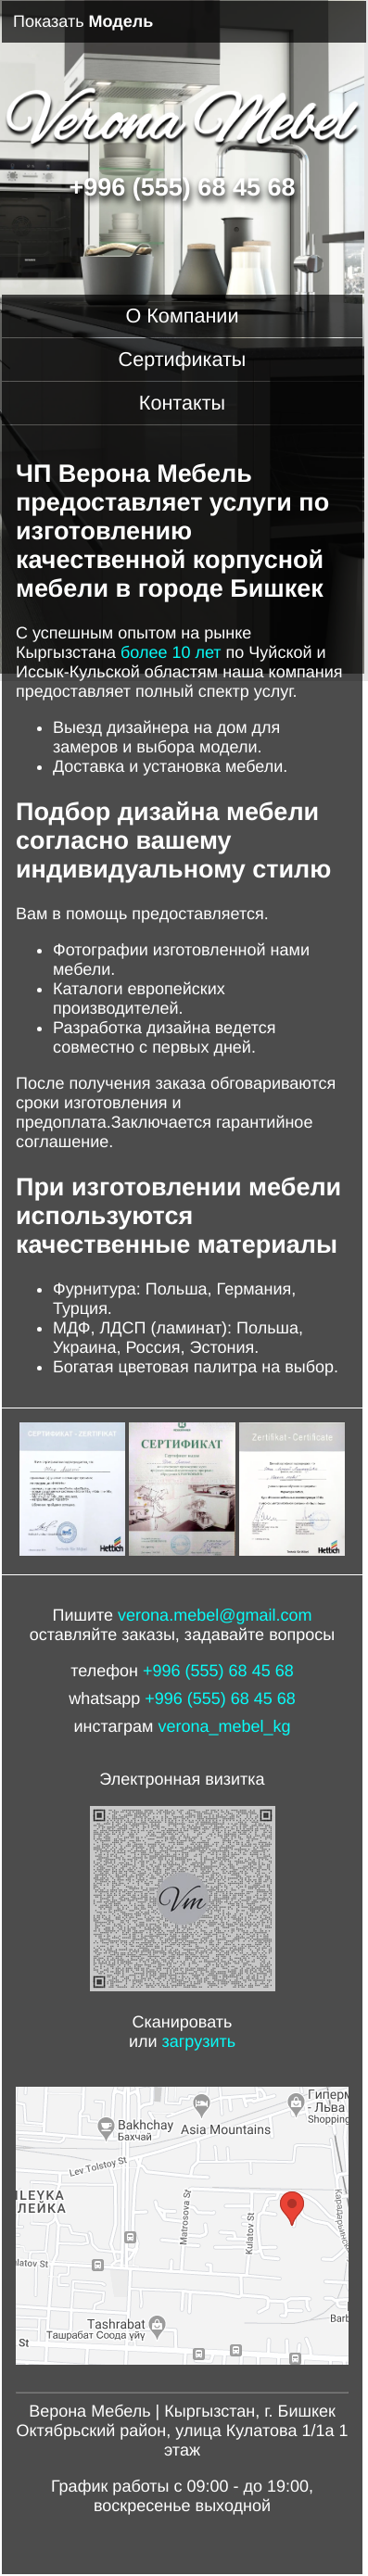 Показать Модель
Verona Mebel
+996 (555) 68 45 68
О Компании
Сертификаты
Контакты
ЧП Верона Мебель
предоставляет услуги по
изготовлению
качественной корпусной
мебели в городе Бишкек
С успешным опытом на рынке
Кыргызстана более 10 лет по Чуйской и
Иссык-Кульской областям наша компания
предоставляет полный спектр услуг.
• Выезд дизайнера на дом для
замеров и выбора модели.
• Доставка и установка мебели.
Подбор дизайна мебели
согласно вашему
индивидуальному стилю
Вам в помощь предоставляется.
• Фотографии изготовленной нами
мебели.
• Каталоги европейских
производителей.
• Разработка дизайна ведется
совместно с первых дней.
После получения заказа обговариваются
сроки изготовления и
предоплата.Заключается гарантийное
соглашение.
При изготовлении мебели
используются
качественные материалы
• Фурнитура: Польша, Германия,
Турция.
• МДФ, ЛДСП (ламинат): Польша,
Украина, Россия, Эстония.
• Богатая цветовая палитра на выбор.
СЕРТИФИКАТ - ZERTIFIKAT
Hettich
СЕРТИФИКАТ
Zertifikat - Certificate
Hettich
Пишите verona.mebel@gmail.com
оставляйте заказы, задавайте вопросы
телефон +996 (555) 68 45 68
whatsapp +996 (555) 68 45 68
инстаграм verona_mebel_kg
Электронная визитка
Vm
Сканировать
или загрузить
Гиперм
- Льва
Shopping
Bakhchay
Бахчай
Asia Mountains
Lev Tolstoy St
ILEYKA
ЛЕЙКА
Matrosova St
Kulatov St
Карадарьинск
ulatov St
Barb
Tashrabat
Ташрабат Соода үйү
St
Верона Мебель | Кыргызстан, г. Бишкек
Октябрьский район, улица Кулатова 1/1а 1
этаж
График работы с 09:00 - до 19:00,
воскресенье выходной